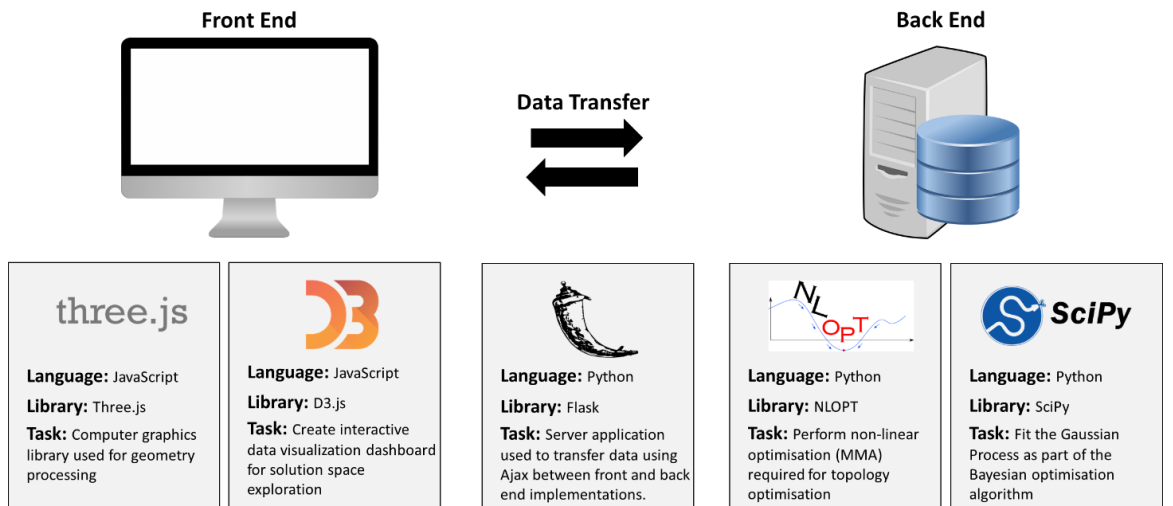 Front End
Data Transfer
Back End
three.js
Language: JavaScript
Library: Three.js
Task: Computer graphics
library used for geometry
processing
D3
Language: JavaScript
Library: D3.js
Task: Create interactive
data visualization dashboard
for solution space
exploration
Language: Python
Library: Flask
Task: Server application
used to transfer data using
Ajax between front and back
end implementations.
NLOPT
Language: Python
Library: NLOPT
Task: Perform non-linear
optimisation (MMA)
required for topology
optimisation
SciPy
Language: Python
Library: SciPy
Task: Fit the Gaussian
Process as part of the
Bayesian optimisation
algorithm